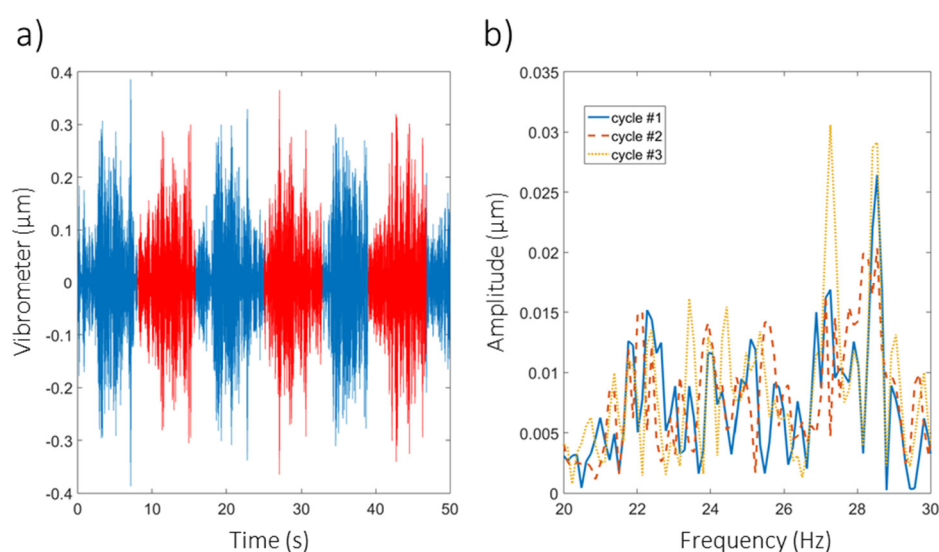 a)
0.4
0.3
0.2
0.1
0
-0.1
-0.2
-0.3
-0.4
Vibrometer (μm)
0 10 20 30 40 50
Time (s)
b)
0.035
0.03
0.025
0.02
0.015
0.01
0.005
0
Amplitude (μm)
cycle #1
cycle #2
cycle #3
20 22 24 26 28 30
Frequency (Hz)